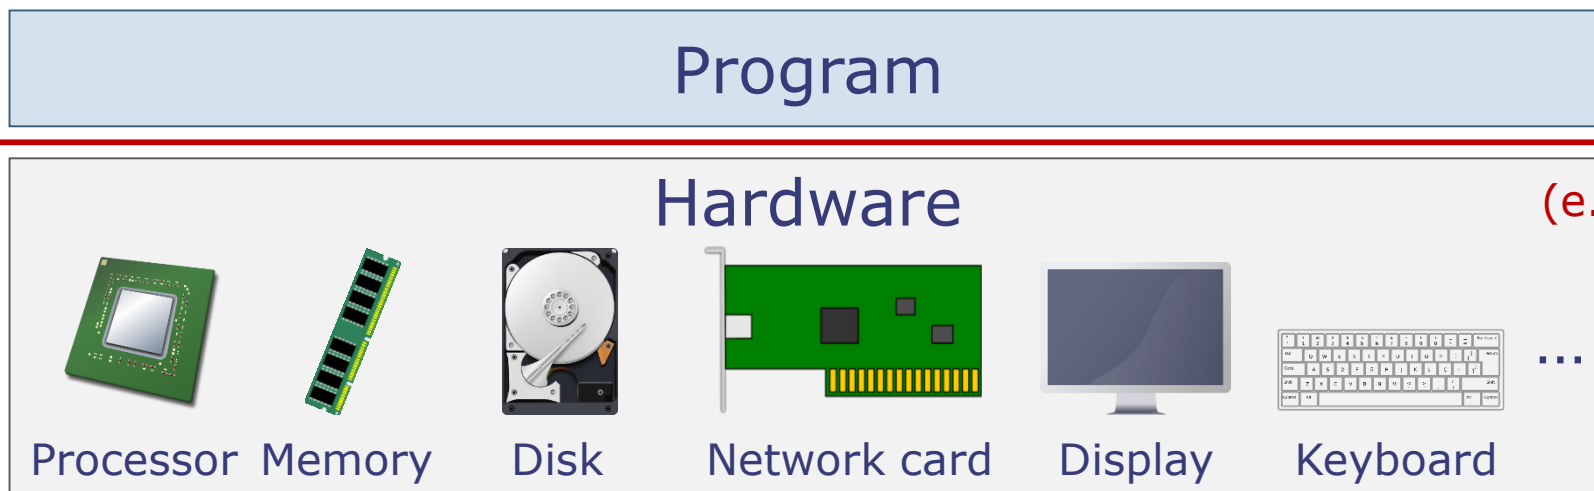 Program
Hardware
(e.
...
Processor Memory Disk Network card Display Keyboard